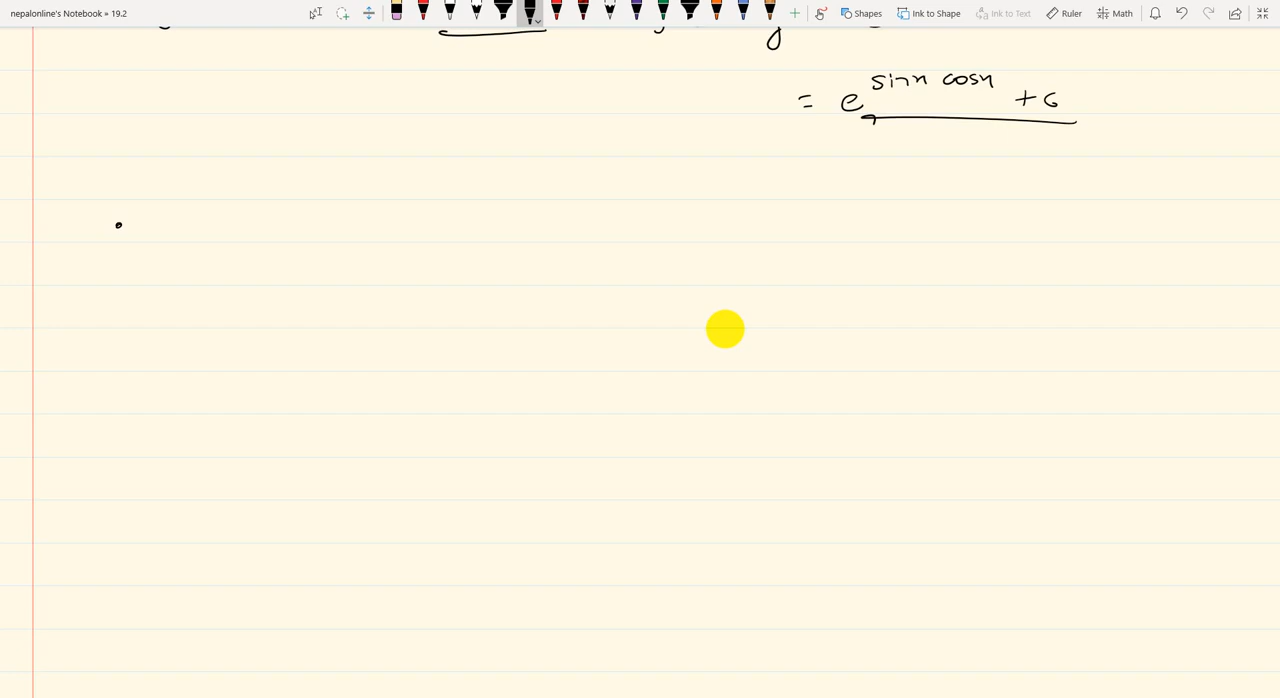 nepalonline's Notebook » 19.2
Shapes
Ink to Shape
Ink to Text
Ruler
Math
= e^sinx cosx + c